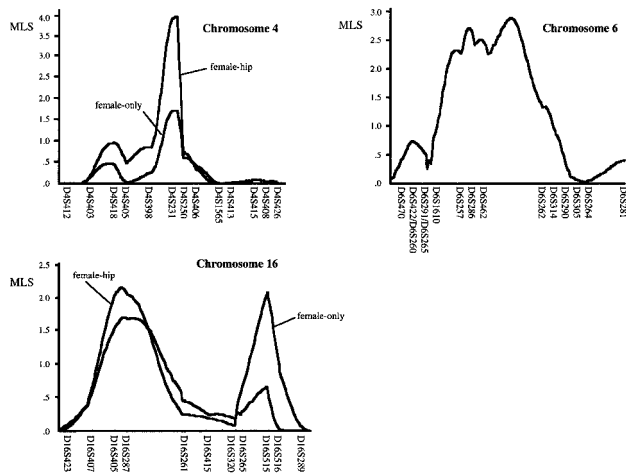 MLS
Chromosome 4
4.0
3.5
3.0
2.5
2.0
1.5
1.0
.5
.0
female-hip
female-only
D4S412
D4S403
D4S418
D4S405
D4S398
D4S231
D4S250
D4S406
D4S1565
D4S413
D4S415
D4S408
D4S426
MLS
Chromosome 6
3.0
2.5
2.0
1.5
1.0
.5
.0
D6S470
D6S422/D6S260
D6S291/D6S265
D6S1610
D6S257
D6S286
D6S462
D6S262
D6S314
D6S290
D6S305
D6S264
D6S281
MLS
Chromosome 16
2.5
2.0
1.5
1.0
.5
.0
female-hip
female-only
D16S423
D16S407
D16S405
D16S287
D16S261
D16S415
D16S320
D16S265
D16S515
D16S516
D16S289